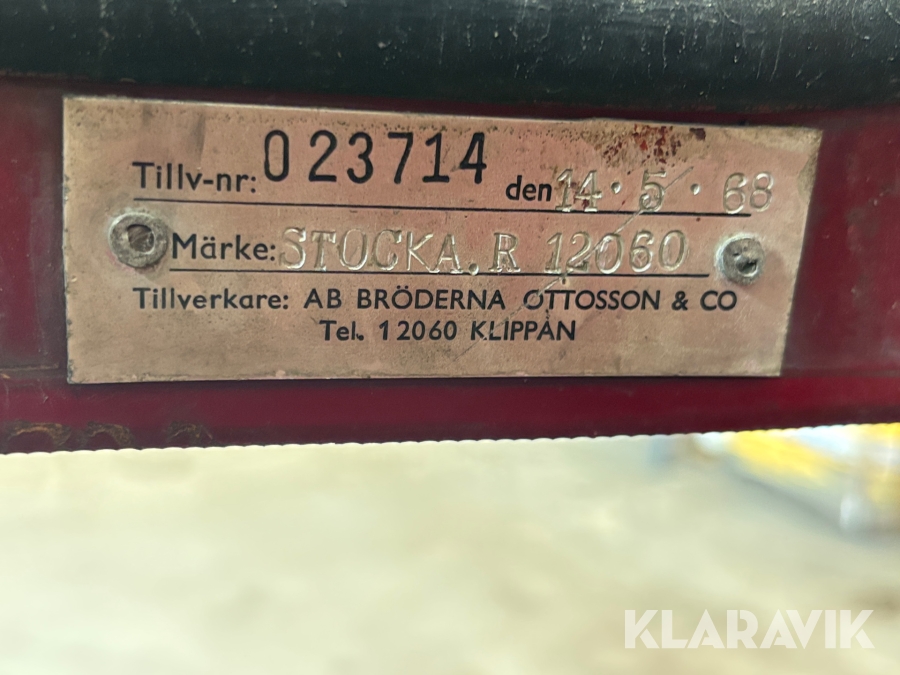 Tillv-nr: 023714 den 14 · 5 · 68
Märke: STOCKA. R 12060
Tillverkare: AB BRÖDERNA OTTOSSON & CO
Tel. 12060 KLIPPAN
KLARAVIK